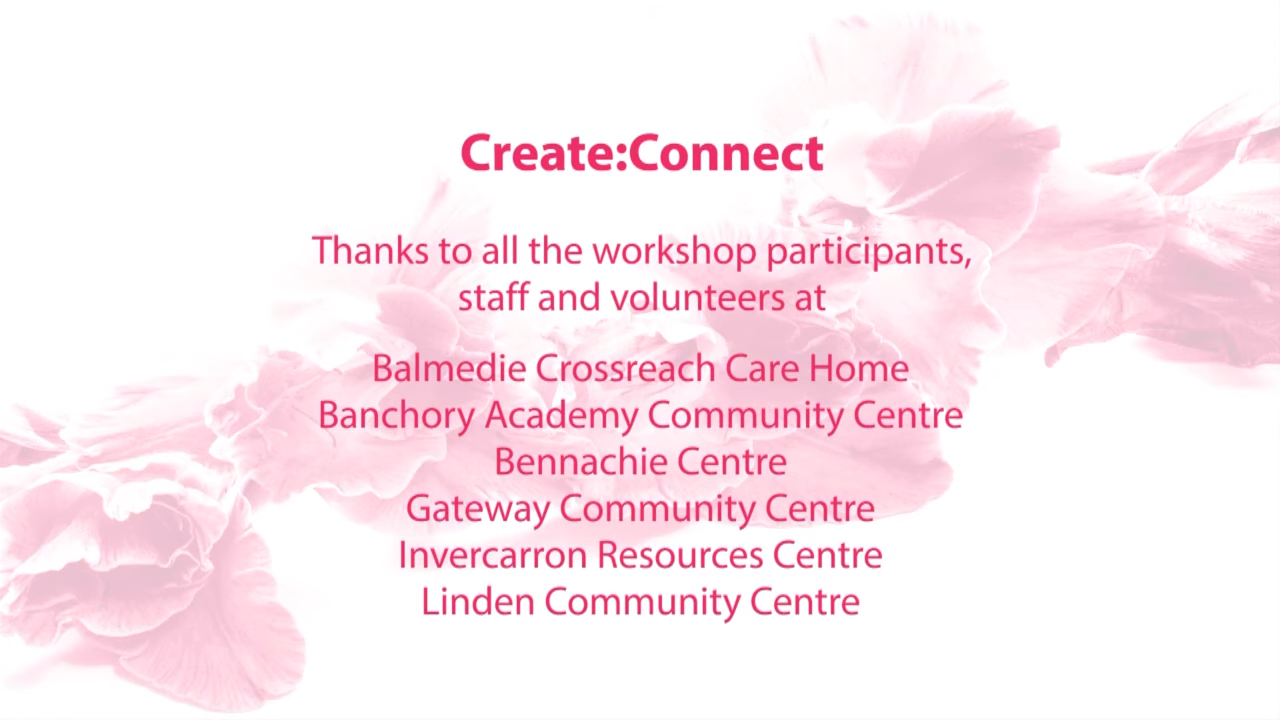 Create:Connect
Thanks to all the workshop participants,
staff and volunteers at
Balmedie Crossreach Care Home
Banchory Academy Community Centre
Bennachie Centre
Gateway Community Centre
Invercarron Resources Centre
Linden Community Centre